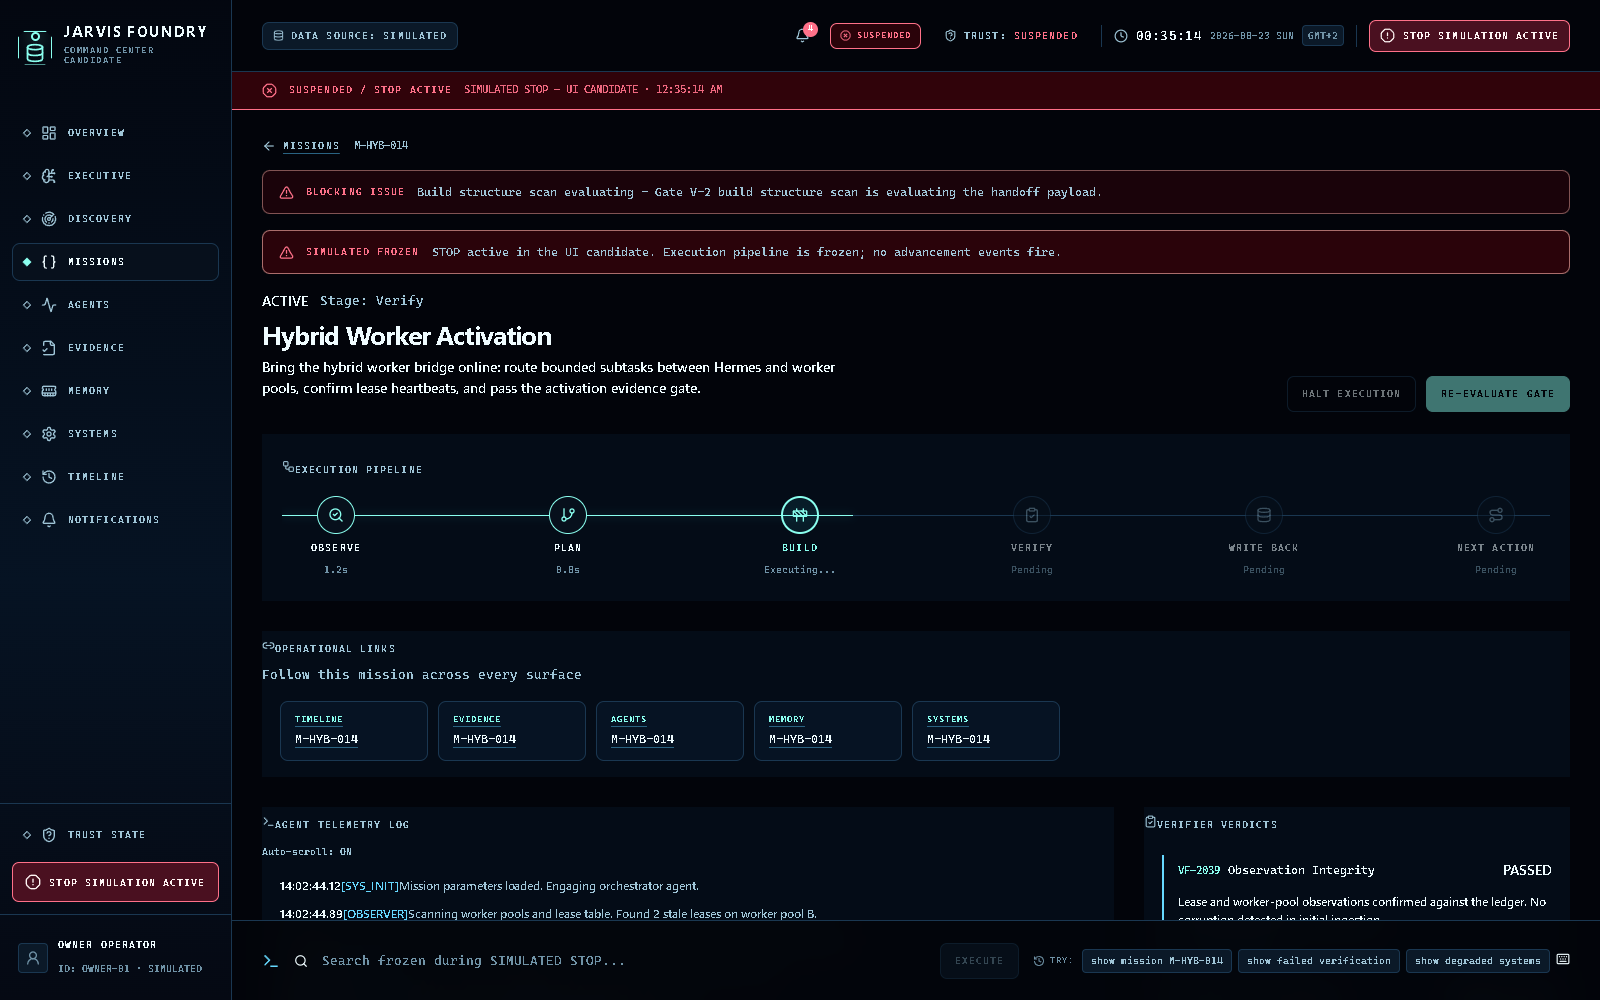 JARVIS FOUNDRY
COMMAND CENTER
CANDIDATE
DATA SOURCE: SIMULATED
4
SUSPENDED
TRUST: SUSPENDED
00:35:14 2026-08-23 SUN GMT+2
STOP SIMULATION ACTIVE
SUSPENDED / STOP ACTIVE SIMULATED STOP — UI CANDIDATE · 12:35:14 AM
OVERVIEW
EXECUTIVE
DISCOVERY
MISSIONS
AGENTS
EVIDENCE
MEMORY
SYSTEMS
TIMELINE
NOTIFICATIONS
TRUST STATE
STOP SIMULATION ACTIVE
OWNER OPERATOR
ID: OWNER-01 · SIMULATED
MISSIONS M-HYB-014
BLOCKING ISSUE Build structure scan evaluating — Gate V-2 build structure scan is evaluating the handoff payload.
SIMULATED FROZEN STOP active in the UI candidate. Execution pipeline is frozen; no advancement events fire.
ACTIVE Stage: Verify
Hybrid Worker Activation
Bring the hybrid worker bridge online: route bounded subtasks between Hermes and worker
pools, confirm lease heartbeats, and pass the activation evidence gate.
HALT EXECUTION
RE-EVALUATE GATE
EXECUTION PIPELINE
OBSERVE PLAN BUILD VERIFY WRITE BACK NEXT ACTION
1.2s 0.8s Executing... Pending Pending Pending
OPERATIONAL LINKS
Follow this mission across every surface
TIMELINE EVIDENCE AGENTS MEMORY SYSTEMS
M-HYB-014 M-HYB-014 M-HYB-014 M-HYB-014 M-HYB-014
AGENT TELEMETRY LOG
Auto-scroll: ON
14:02:44.12[SYS_INIT]Mission parameters loaded. Engaging orchestrator agent.
14:02:44.89[OBSERVER]Scanning worker pools and lease table. Found 2 stale leases on worker pool B.
VERIFIER VERDICTS
VF-2039 Observation Integrity PASSED
Lease and worker-pool observations confirmed against the ledger. No
corruption detected in initial ingestion.
Search frozen during SIMULATED STOP...
EXECUTE
TRY: show mission M-HYB-014 show failed verification show degraded systems